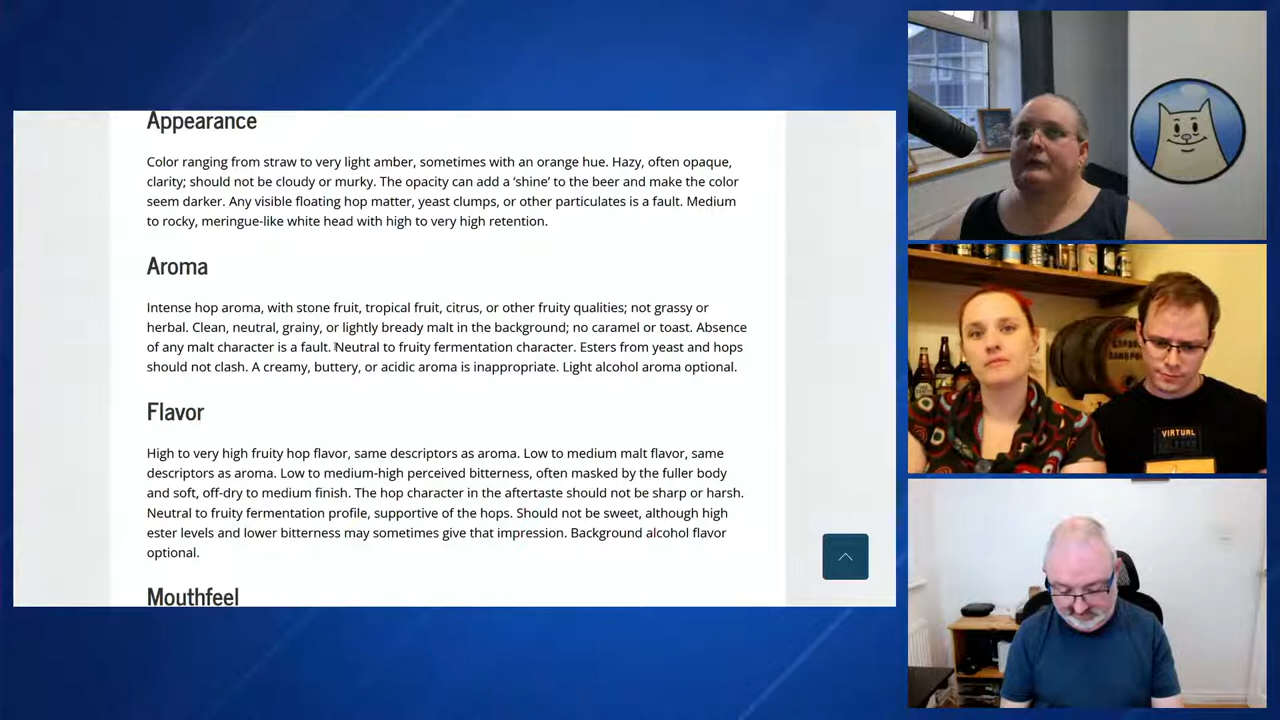 Appearance
Color ranging from straw to very light amber, sometimes with an orange hue. Hazy, often opaque,
clarity; should not be cloudy or murky. The opacity can add a ‘shine’ to the beer and make the color
seem darker. Any visible floating hop matter, yeast clumps, or other particulates is a fault. Medium
to rocky, meringue-like white head with high to very high retention.
Aroma
Intense hop aroma, with stone fruit, tropical fruit, citrus, or other fruity qualities; not grassy or
herbal. Clean, neutral, grainy, or lightly bready malt in the background; no caramel or toast. Absence
of any malt character is a fault. Neutral to fruity fermentation character. Esters from yeast and hops
should not clash. A creamy, buttery, or acidic aroma is inappropriate. Light alcohol aroma optional.
Flavor
High to very high fruity hop flavor, same descriptors as aroma. Low to medium malt flavor, same
descriptors as aroma. Low to medium-high perceived bitterness, often masked by the fuller body
and soft, off-dry to medium finish. The hop character in the aftertaste should not be sharp or harsh.
Neutral to fruity fermentation profile, supportive of the hops. Should not be sweet, although high
ester levels and lower bitterness may sometimes give that impression. Background alcohol flavor
optional.
Mouthfeel
VIRTUAL